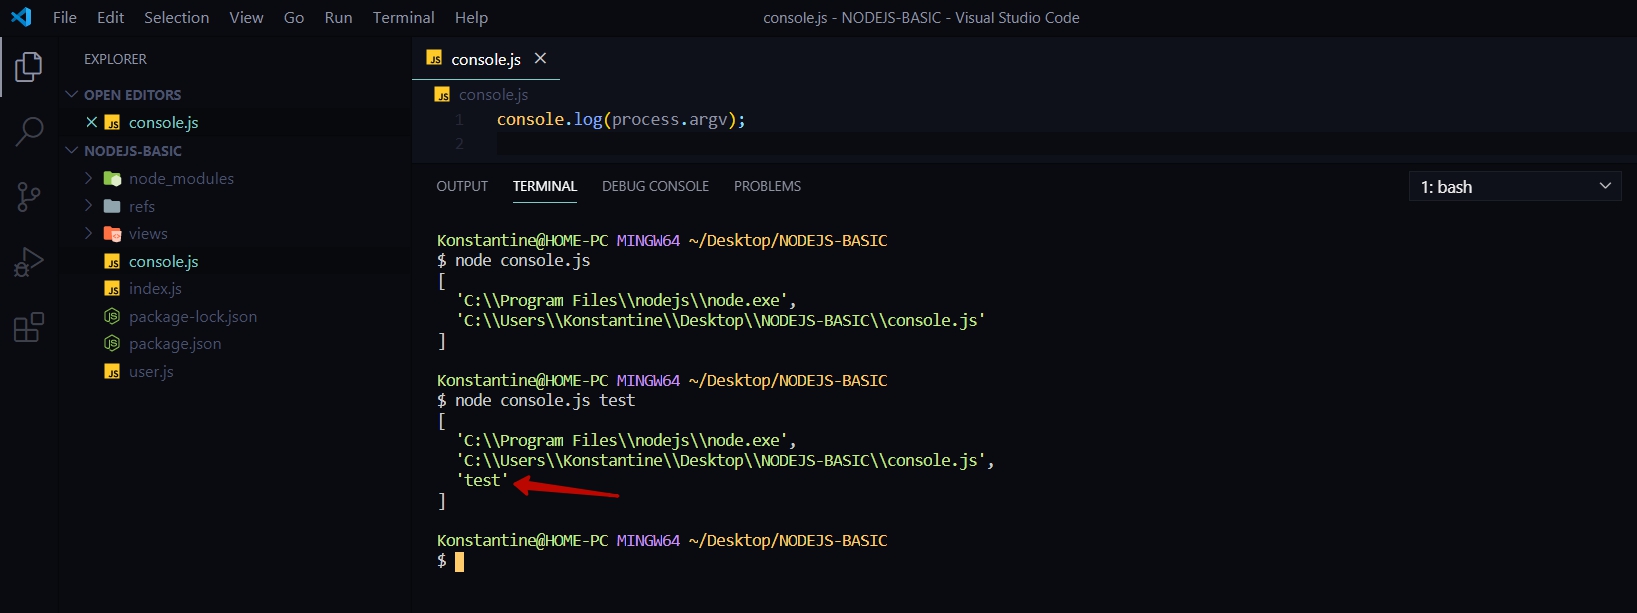 File Edit Selection View Go Run Terminal Help
console.js - NODEJS-BASIC - Visual Studio Code
EXPLORER
OPEN EDITORS
JS console.js
NODEJS-BASIC
node_modules
refs
views
JS console.js
JS index.js
JS package-lock.json
JS package.json
JS user.js
JS console.js
JS console.js
1 console.log(process.argv);
2
OUTPUT TERMINAL DEBUG CONSOLE PROBLEMS
1: bash
Konstantine@HOME-PC MINGW64 ~/Desktop/NODEJS-BASIC
$ node console.js
[
'C:\\Program Files\\nodejs\\node.exe',
'C:\\Users\\Konstantine\\Desktop\\NODEJS-BASIC\\console.js'
]
Konstantine@HOME-PC MINGW64 ~/Desktop/NODEJS-BASIC
$ node console.js test
[
'C:\\Program Files\\nodejs\\node.exe',
'C:\\Users\\Konstantine\\Desktop\\NODEJS-BASIC\\console.js',
'test'
]
Konstantine@HOME-PC MINGW64 ~/Desktop/NODEJS-BASIC
$